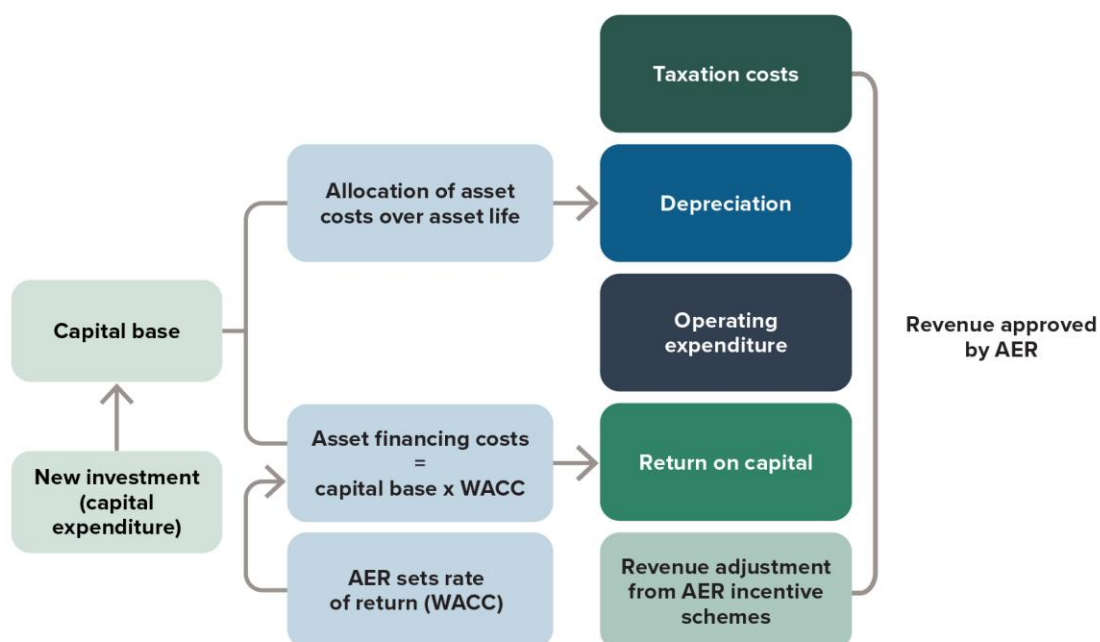 Taxation costs
Allocation of asset
costs over asset life
Depreciation
Capital base
Operating
expenditure
Revenue approved
by AER
New investment
(capital
expenditure)
Asset financing costs
=
capital base x WACC
Return on capital
AER sets rate
of return (WACC)
Revenue adjustment
from AER incentive
schemes